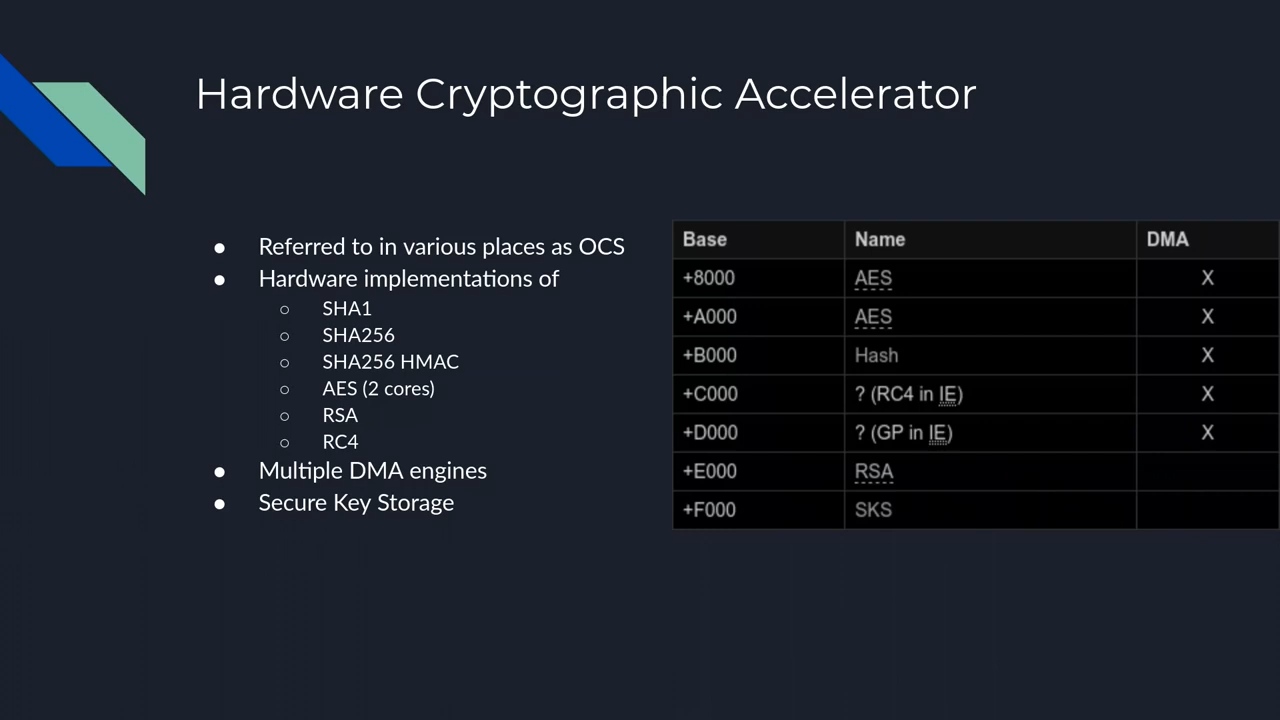 Hardware Cryptographic Accelerator
● Referred to in various places as OCS
● Hardware implementations of
○ SHA1
○ SHA256
○ SHA256 HMAC
○ AES (2 cores)
○ RSA
○ RC4
● Multiple DMA engines
● Secure Key Storage
Base Name DMA
+8000 AES X
+A000 AES X
+B000 Hash X
+C000 ? (RC4 in IE) X
+D000 ? (GP in IE) X
+E000 RSA
+F000 SKS